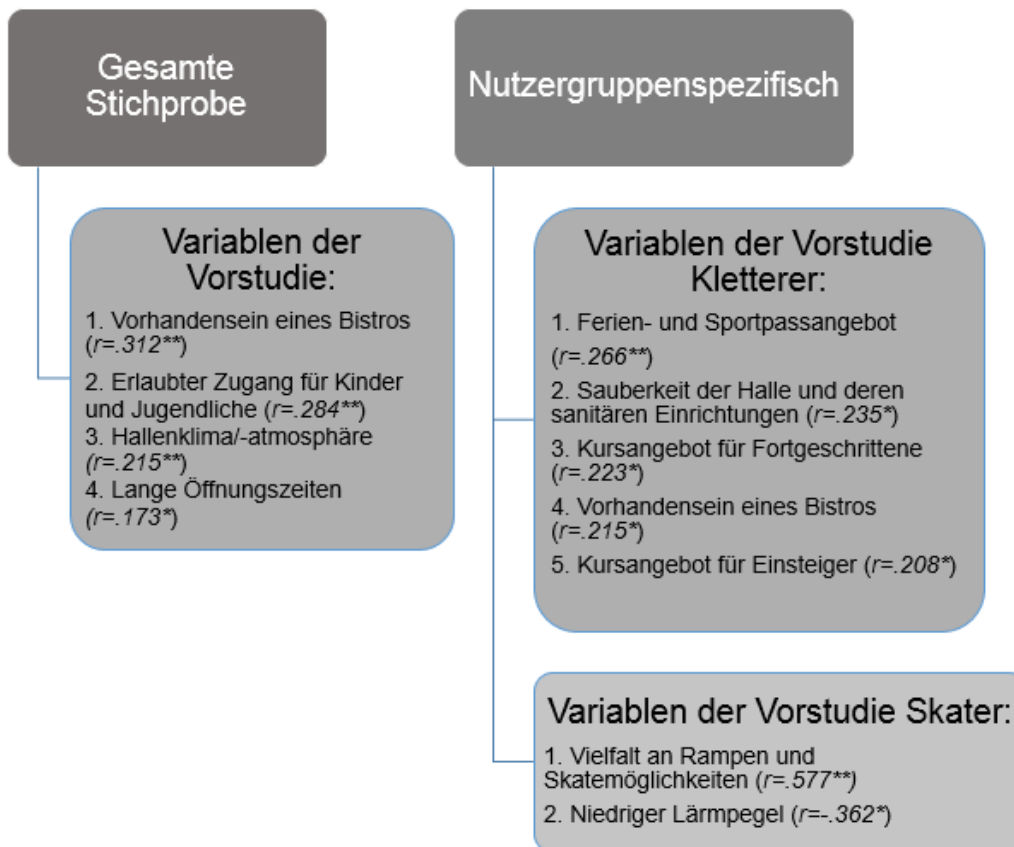 Gesamte
Stichprobe
Variablen der
Vorstudie:
1. Vorhandensein eines Bistros
(r=.312**)
2. Erlaubter Zugang für Kinder
und Jugendliche (r=.284**)
3. Hallenklima/-atmosphäre
(r=.215**)
4. Lange Öffnungszeiten
(r=.173*)
Nutzergruppenspezifisch
Variablen der Vorstudie
Kletterer:
1. Ferien- und Sportpassangebot
(r=.266**)
2. Sauberkeit der Halle und deren
sanitären Einrichtungen (r=.235*)
3. Kursangebot für Fortgeschrittene
(r=.223*)
4. Vorhandensein eines Bistros
(r=.215*)
5. Kursangebot für Einsteiger (r=.208*)
Variablen der Vorstudie Skater:
1. Vielfalt an Rampen und
Skatemöglichkeiten (r=.577**)
2. Niedriger Lärmpegel (r=-.362*)